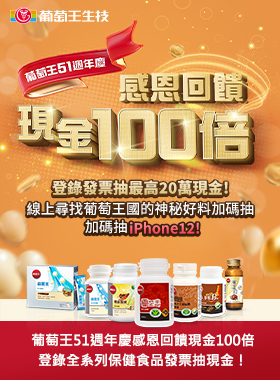 葡萄王生技
葡萄王51週年慶
感恩回饋
現金100倍
登錄發票抽最高20萬現金!
線上尋找葡萄王國的神秘好料加碼抽
加碼抽iPhone12!
葡萄王51週年慶感恩回饋現金100倍
登錄全系列保健食品發票抽現金！